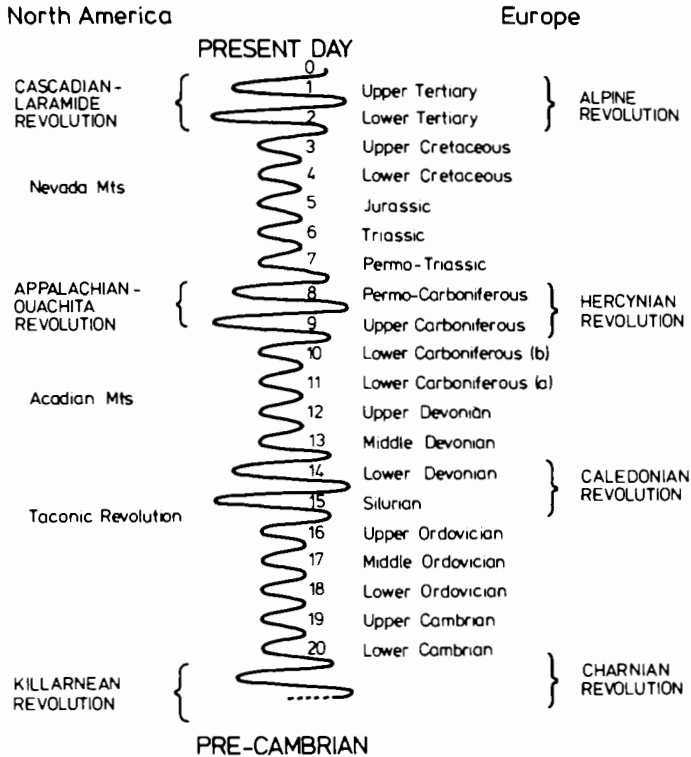 North America
Europe
PRESENT DAY
0
CASCADIAN-
LARAMIDE
REVOLUTION
1 Upper Tertiary
2 Lower Tertiary
ALPINE
REVOLUTION
3 Upper Cretaceous
4 Lower Cretaceous
Nevada Mts
5 Jurassic
6 Triassic
7 Permo-Triassic
APPALACHIAN-
OUACHITA
REVOLUTION
8 Permo-Carboniferous
9 Upper Carboniferous
HERCYNIAN
REVOLUTION
10 Lower Carboniferous (b)
11 Lower Carboniferous (a)
Acadian Mts
12 Upper Devonian
13 Middle Devonian
14 Lower Devonian
15 Silurian
CALEDONIAN
REVOLUTION
Taconic Revolution
16 Upper Ordovician
17 Middle Ordovician
18 Lower Ordovician
19 Upper Cambrian
20 Lower Cambrian
KILLARNEAN
REVOLUTION
CHARNIAN
REVOLUTION
PRE-CAMBRIAN